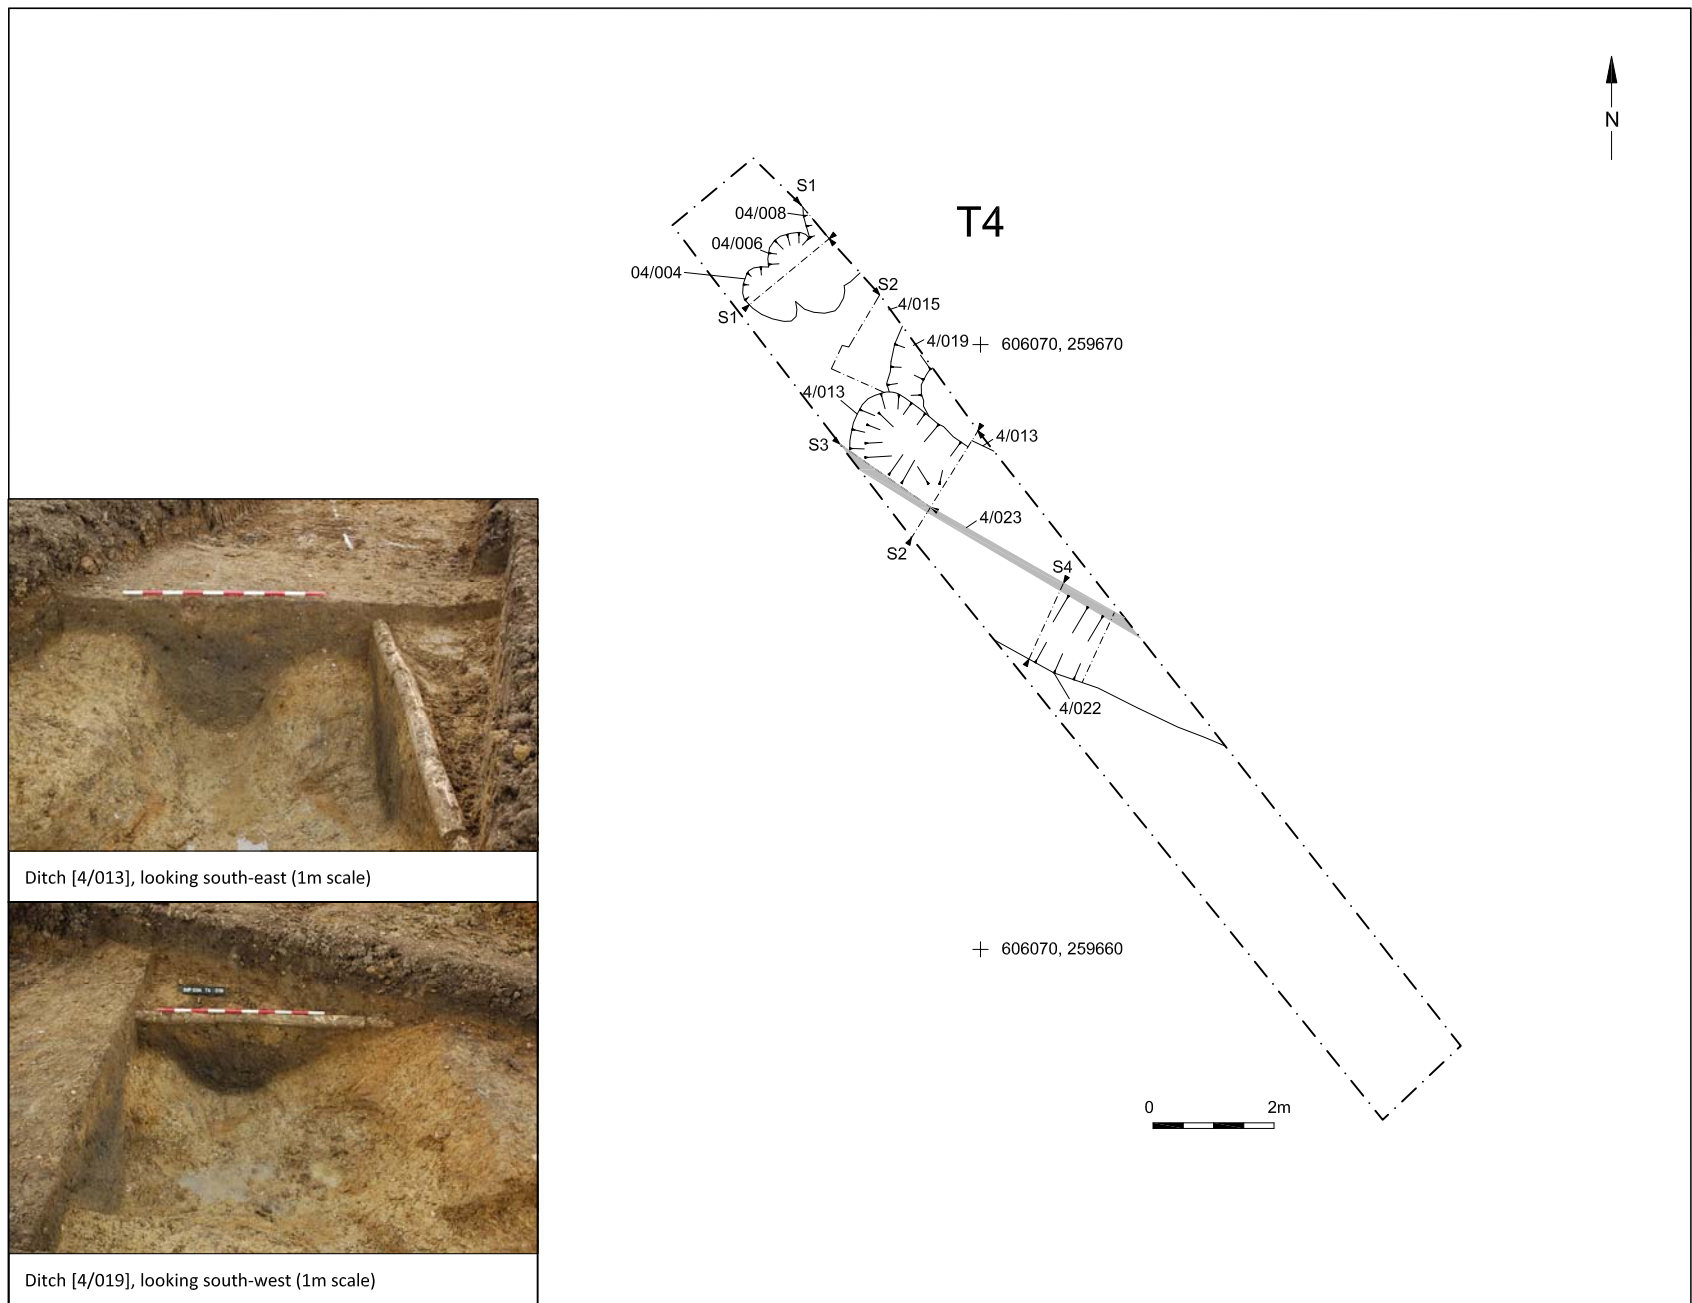 N
T4
S1
04/008
04/006
04/004
S1
S2
4/015
4/019
606070, 259670
4/013
4/013
S3
4/023
S2
S4
4/022
606070, 259660
0 2m
Ditch [4/013], looking south-east (1m scale)
Ditch [4/019], looking south-west (1m scale)